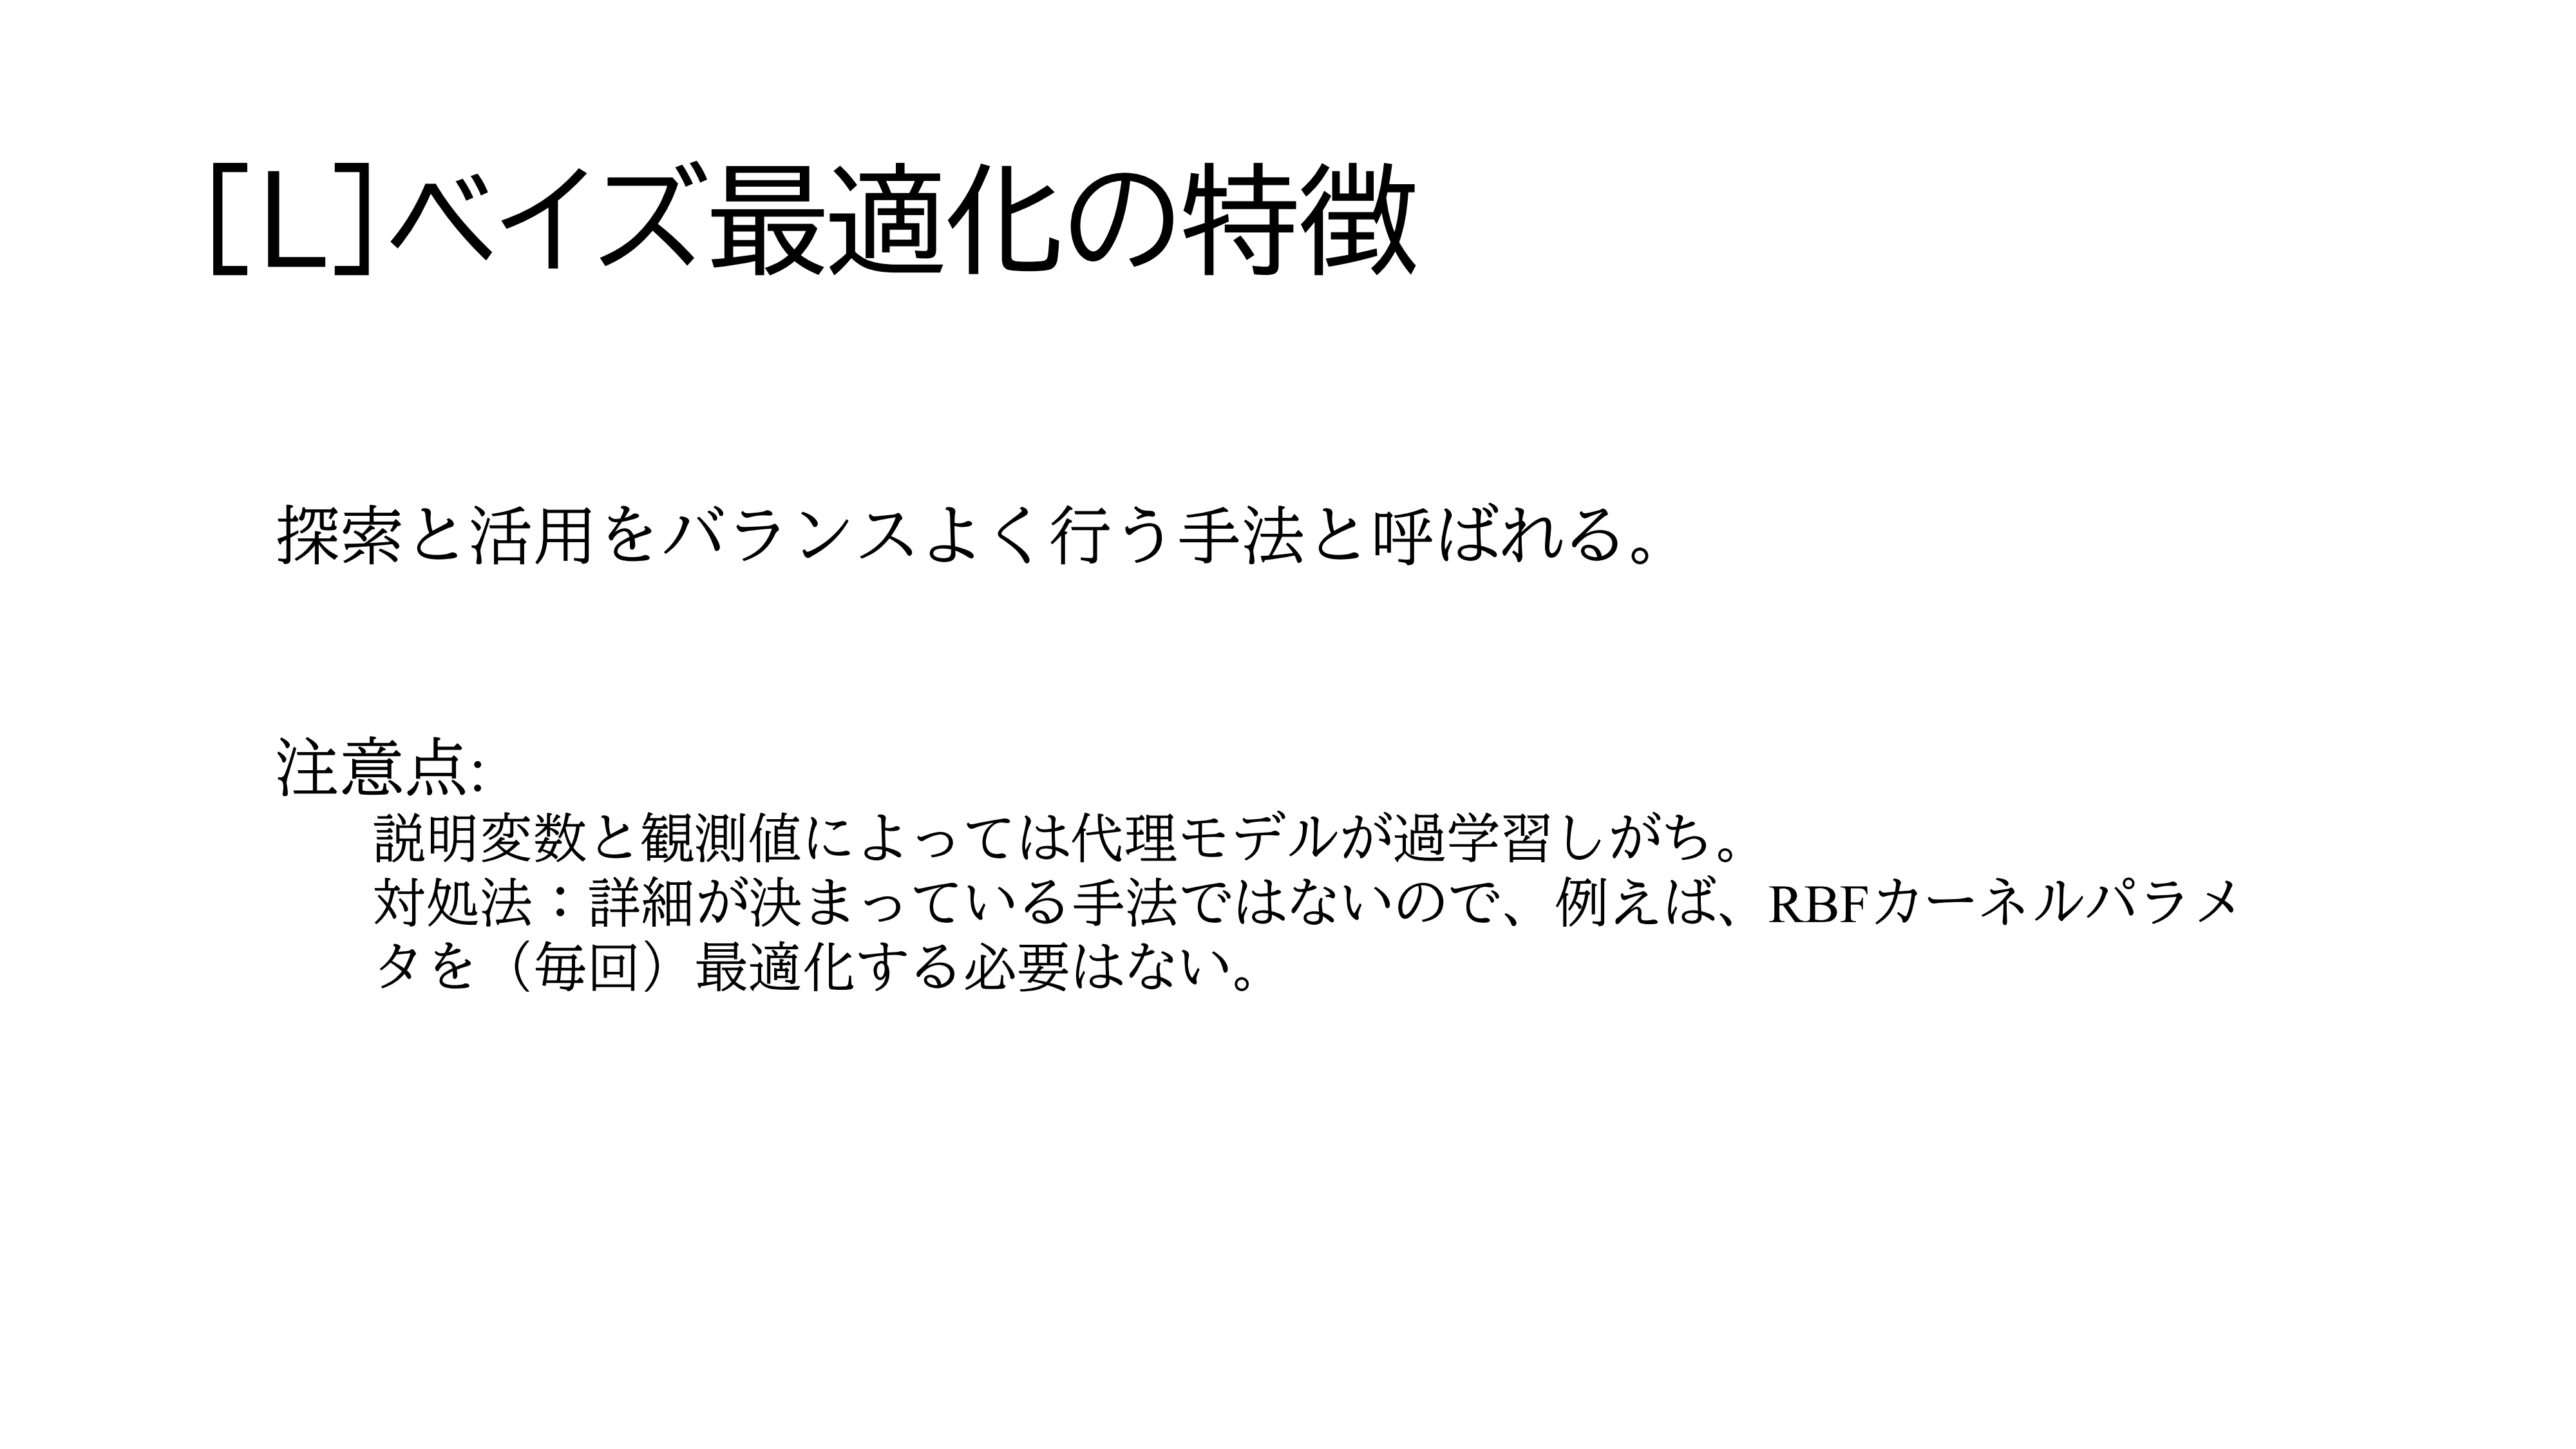 [L]ベイズ最適化の特徴
探索と活用をバランスよく行う手法と呼ばれる。
注意点:
説明変数と観測値によっては代理モデルが過学習しがち。
対処法：詳細が決まっている手法ではないので、例えば、RBFカーネルパラメ
タを（毎回）最適化する必要はない。